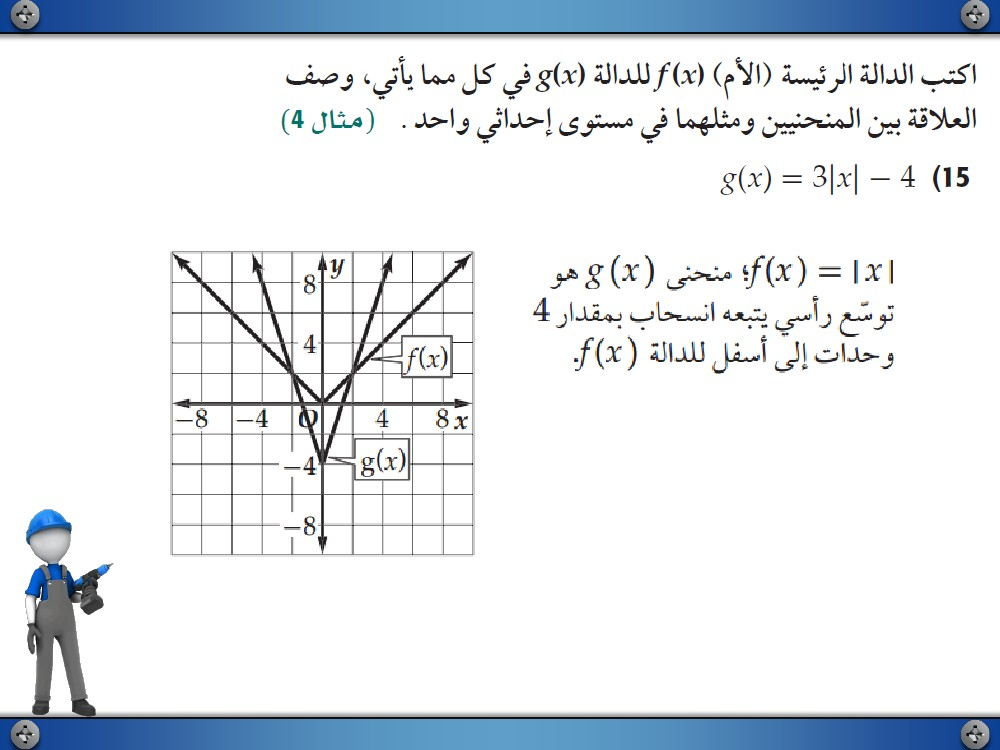 اكتب الدالة الرئيسة (الأم) f(x) للدالة g(x) في كل مما يأتي، وصف
العلاقة بين المنحنيين ومثلهما في مستوى إحداثي واحد . (مثال 4)
15) g(x) = 3|x| − 4
f(x) = |x|؛ منحنى g(x) هو
توسّع رأسي يتبعه انسحاب بمقدار 4
وحدات إلى أسفل للدالة f(x).
y
8
4
f(x)
−8 −4 O 4 8 x
−4
g(x)
−8